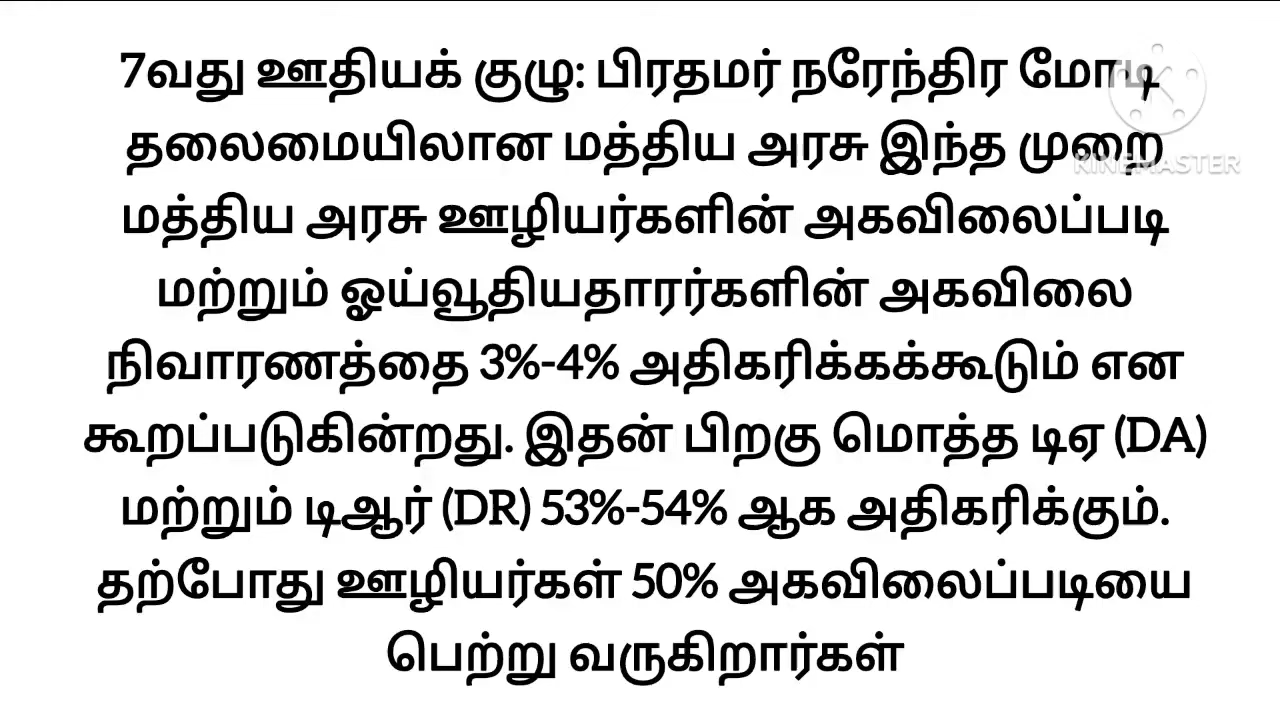 7வது ஊதியக் குழு: பிரதமர் நரேந்திர மோடி
தலைமையிலான மத்திய அரசு இந்த முறை
KINEMASTER
மத்திய அரசு ஊழியர்களின் அகவிலைப்படி
மற்றும் ஓய்வூதியதாரர்களின் அகவிலை
நிவாரணத்தை 3%-4% அதிகரிக்கக்கூடும் என
கூறப்படுகின்றது. இதன் பிறகு மொத்த டிஏ (DA)
மற்றும் டிஆர் (DR) 53%-54% ஆக அதிகரிக்கும்.
தற்போது ஊழியர்கள் 50% அகவிலைப்படியை
பெற்று வருகிறார்கள்